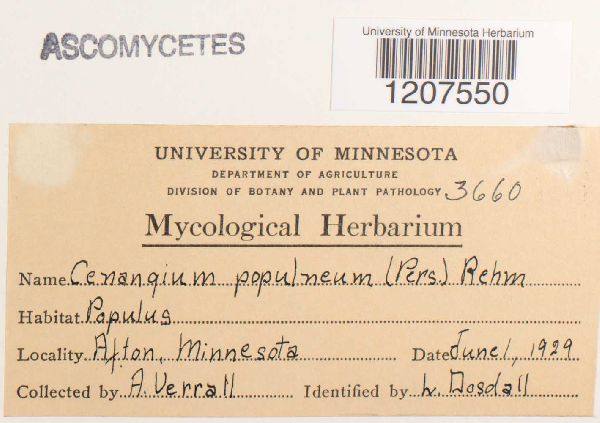 ASCOMYCETES
University of Minnesota Herbarium
1207550
UNIVERSITY OF MINNESOTA
DEPARTMENT OF AGRICULTURE
DIVISION OF BOTANY AND PLANT PATHOLOGY 3660
Mycological Herbarium
Name Cenangium populneum (Pers.) Rehm
Habitat Populus
Locality Afton, Minnesota Date June 1, 1929
Collected by A. Verrall Identified by L. Dosdall